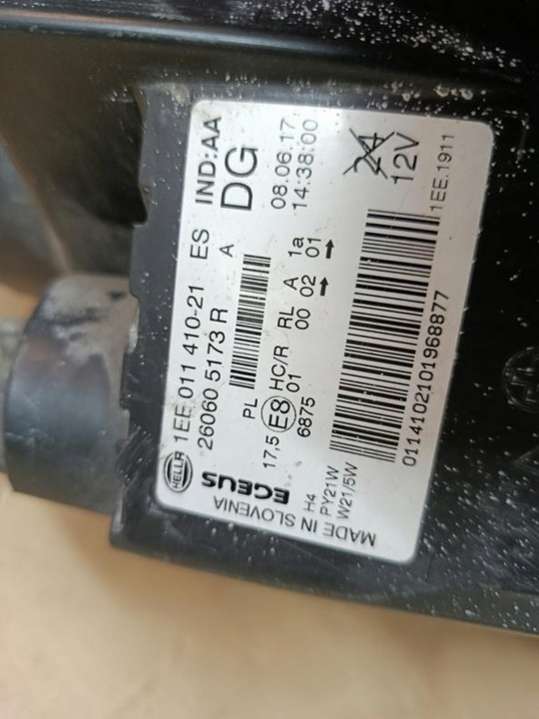 HELLA 1EE 011 410-21 ES IND:AA
26060 5173 R A DG
08.06.17
14:38:00
PL
17,5 E8 HC/R RL A 1a
01 00 02 01
6875
24
12V
EGEUS
H4
PY21W
W21/5W
MADE IN SLOVENIA
0114102101968877
1EE.1911